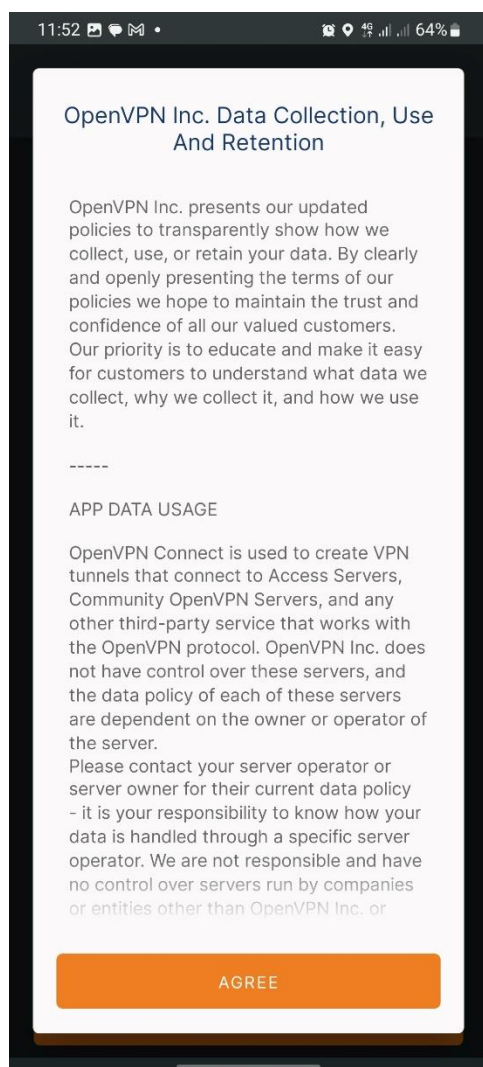 11:52
4G
64%
OpenVPN Inc. Data Collection, Use
And Retention
OpenVPN Inc. presents our updated
policies to transparently show how we
collect, use, or retain your data. By clearly
and openly presenting the terms of our
policies we hope to maintain the trust and
confidence of all our valued customers.
Our priority is to educate and make it easy
for customers to understand what data we
collect, why we collect it, and how we use
it.
-----
APP DATA USAGE
OpenVPN Connect is used to create VPN
tunnels that connect to Access Servers,
Community OpenVPN Servers, and any
other third-party service that works with
the OpenVPN protocol. OpenVPN Inc. does
not have control over these servers, and
the data policy of each of these servers
are dependent on the owner or operator of
the server.
Please contact your server operator or
server owner for their current data policy
- it is your responsibility to know how your
data is handled through a specific server
operator. We are not responsible and have
no control over servers run by companies
or entities other than OpenVPN Inc. or
AGREE